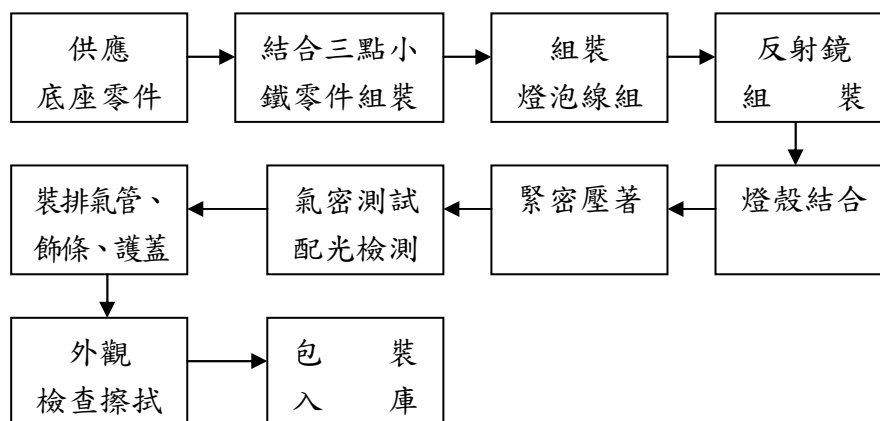 供應
底座零件
結合三點小
鐵零件組裝
組裝
燈泡線組
反射鏡
組 裝
燈殼結合
緊密壓著
氣密測試
配光檢測
裝排氣管、
飾條、護蓋
外觀
檢查擦拭
包 裝
入 庫